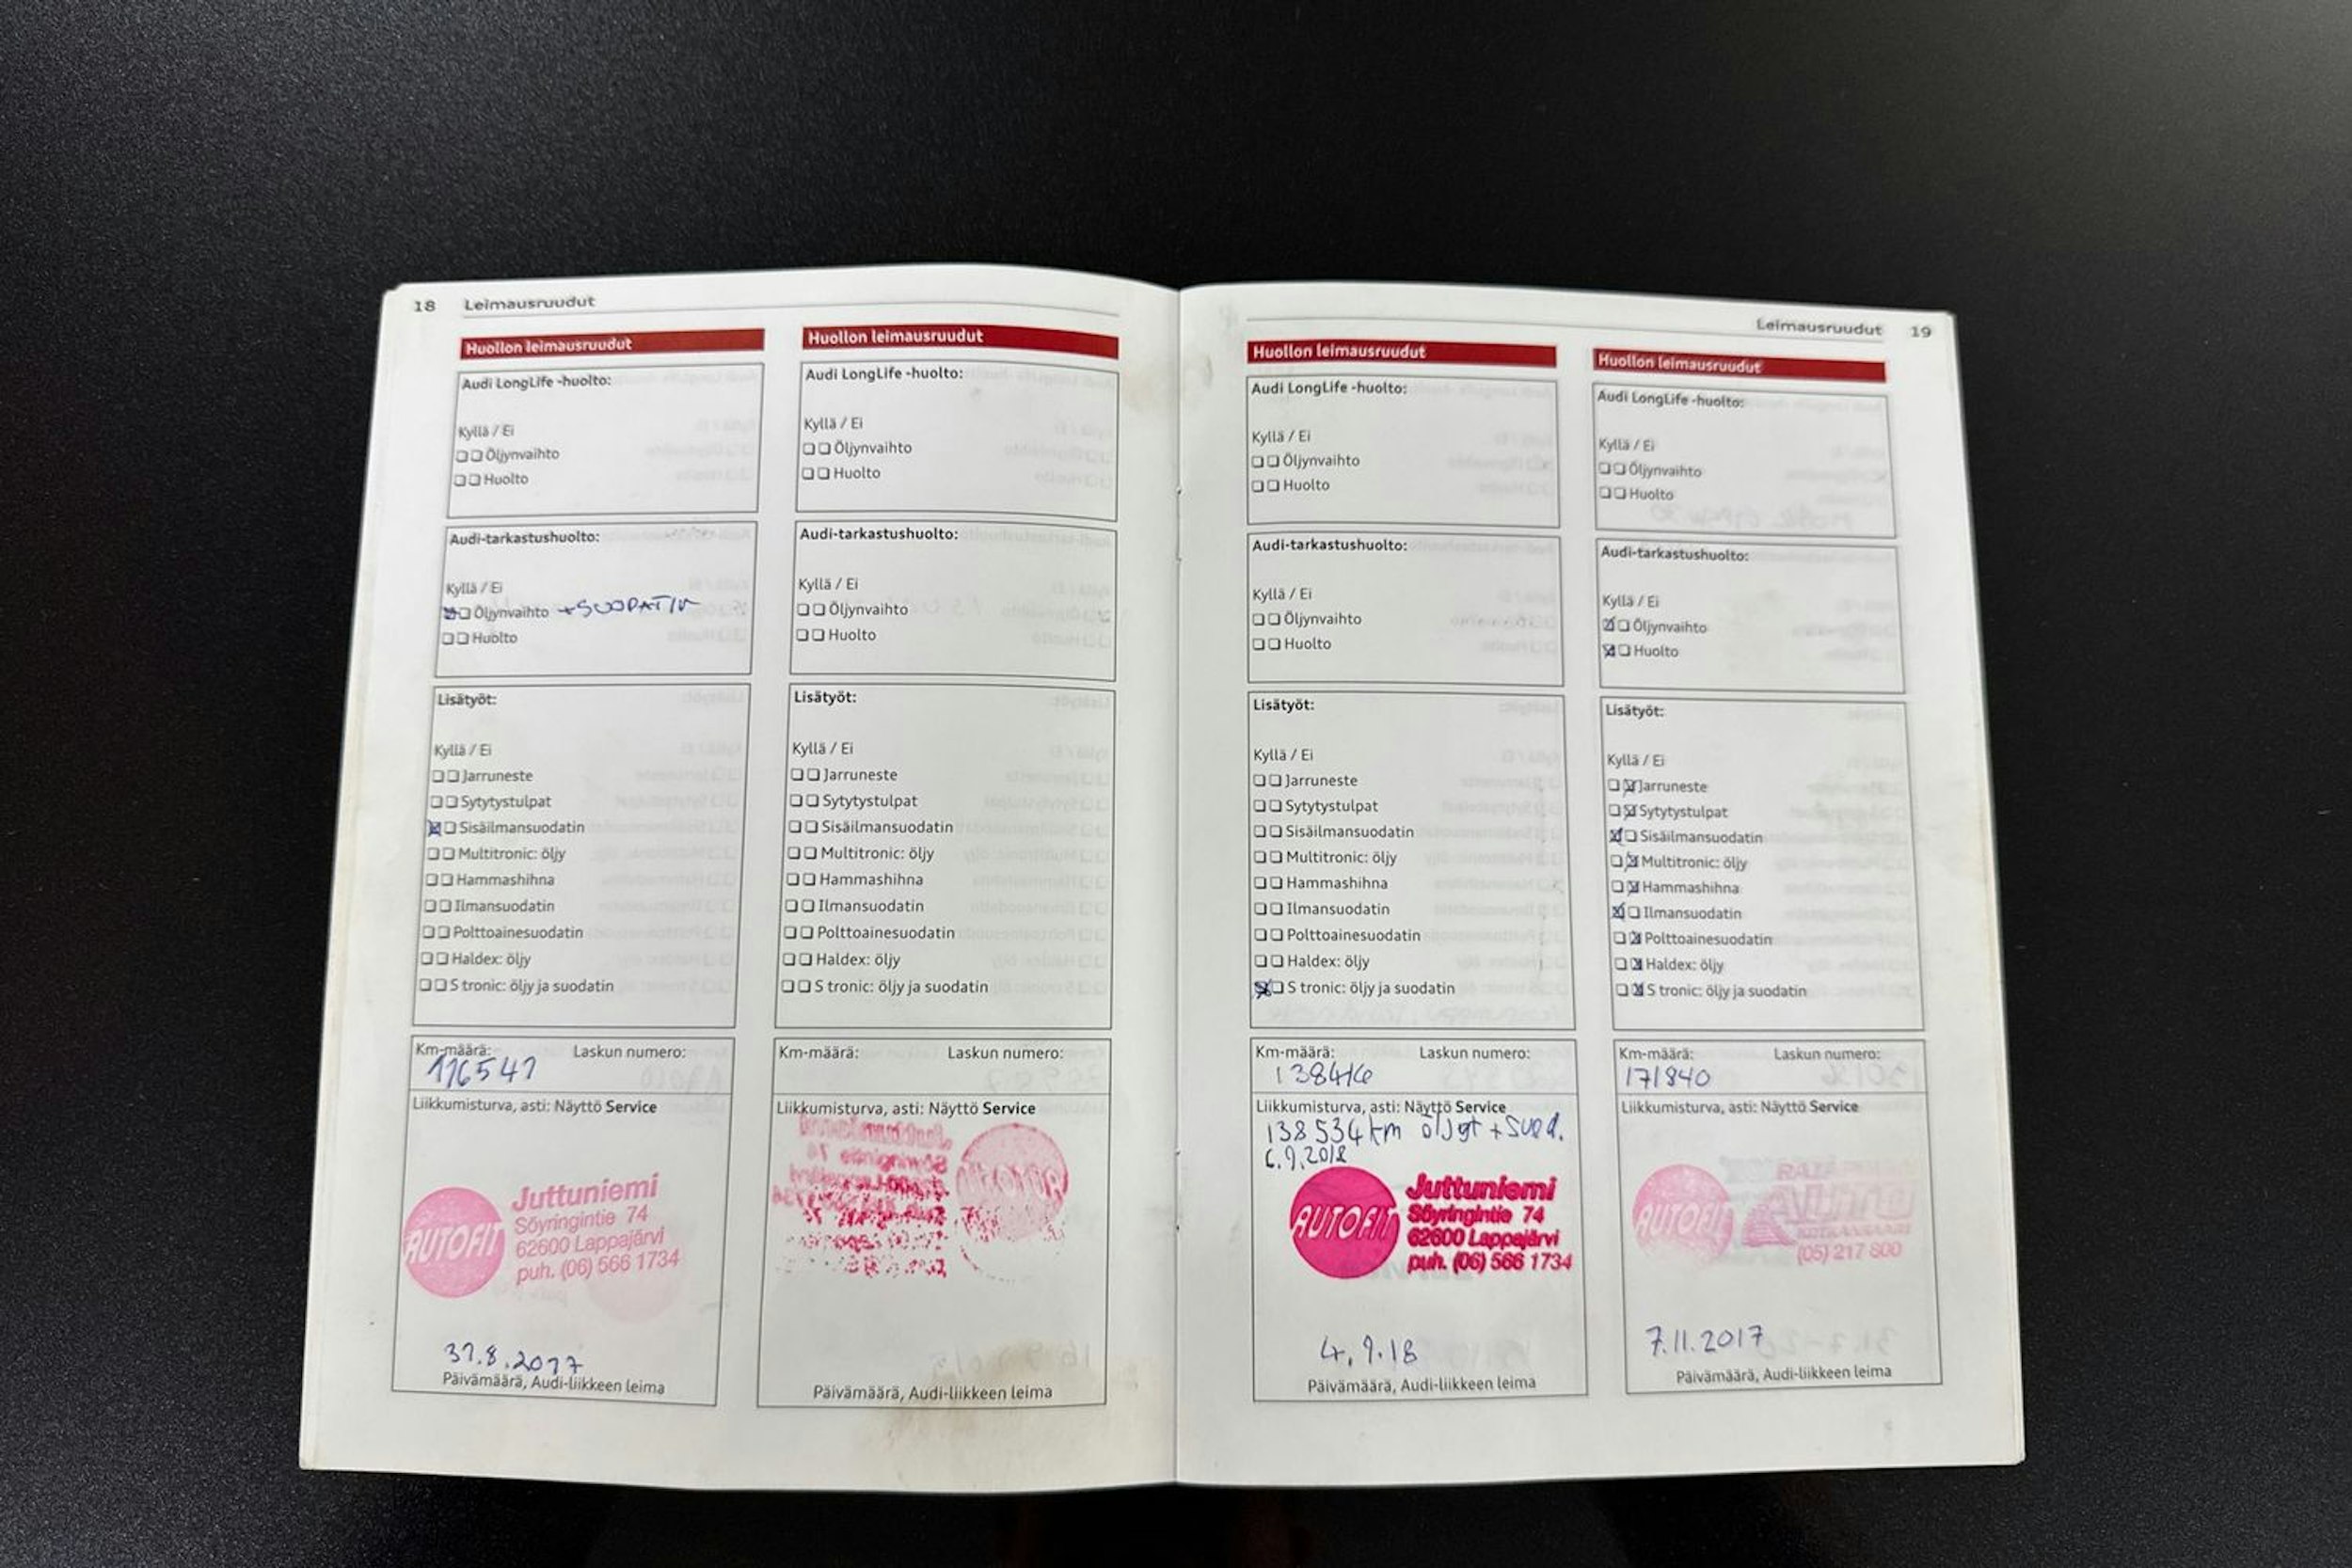 18 Leimausruudut
Huollon leimausruudut
Audi LongLife -huolto:
Kyllä / Ei
Öljynvaihto
Huolto
Audi-tarkastushuolto:
Kyllä / Ei
Öljynvaihto +SUODATIN
Huolto
Lisätyöt:
Kyllä / Ei
Jarruneste
Sytytystulpat
Sisäilmansuodatin
Multitronic: öljy
Hammashihna
Ilmansuodatin
Polttoainesuodatin
Haldex: öljy
S tronic: öljy ja suodatin
Km-määrä: Laskun numero:
116541
Liikkumisturva, asti: Näyttö Service
AUTOFIT
Juttuniemi
Söyringintie 74
62600 Lappajärvi
puh. (06) 566 1734
31.8.2017
Päivämäärä, Audi-liikkeen leima
Huollon leimausruudut
Audi LongLife -huolto:
Kyllä / Ei
Öljynvaihto
Huolto
Audi-tarkastushuolto:
Kyllä / Ei
Öljynvaihto
Huolto
Lisätyöt:
Kyllä / Ei
Jarruneste
Sytytystulpat
Sisäilmansuodatin
Multitronic: öljy
Hammashihna
Ilmansuodatin
Polttoainesuodatin
Haldex: öljy
S tronic: öljy ja suodatin
Km-määrä: Laskun numero:
Liikkumisturva, asti: Näyttö Service
Päivämäärä, Audi-liikkeen leima
Leimausruudut 19
Huollon leimausruudut
Audi LongLife -huolto:
Kyllä / Ei
Öljynvaihto
Huolto
Audi-tarkastushuolto:
Kyllä / Ei
Öljynvaihto
Huolto
Lisätyöt:
Kyllä / Ei
Jarruneste
Sytytystulpat
Sisäilmansuodatin
Multitronic: öljy
Hammashihna
Ilmansuodatin
Polttoainesuodatin
Haldex: öljy
S tronic: öljy ja suodatin
Km-määrä: Laskun numero:
Liikkumisturva, asti: Näyttö Service
138534km öljyt +suod.
6.9.2018
AUTOFIT
Juttuniemi
Söyringintie 74
62600 Lappajärvi
puh. (06) 566 1734
4.9.18
Päivämäärä, Audi-liikkeen leima
Huollon leimausruudut
Audi LongLife -huolto:
Kyllä / Ei
Öljynvaihto
Huolto
Audi-tarkastushuolto:
Kyllä / Ei
Öljynvaihto
Huolto
Lisätyöt:
Kyllä / Ei
Jarruneste
Sytytystulpat
Sisäilmansuodatin
Multitronic: öljy
Hammashihna
Ilmansuodatin
Polttoainesuodatin
Haldex: öljy
S tronic: öljy ja suodatin
Km-määrä: Laskun numero:
171840
Liikkumisturva, asti: Näyttö Service
AUTOFIT
(05) 217 800
7.11.2017
Päivämäärä, Audi-liikkeen leima